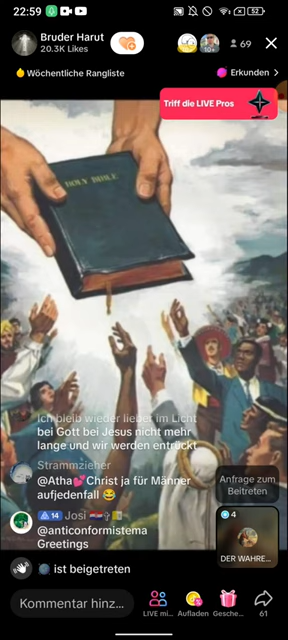 22:59
52
Bruder Harut
20.3K Likes
10+
69
Wöchentliche Rangliste
Erkunden >
Triff die LIVE Pros
HOLY BIBLE
Ich bleib wieder lieber im Licht
bei Gott bei Jesus nicht mehr
lange und wir werden entrückt
Strammzieher
@Atha💕Christ ja für Männer
aufjedenfall 😂
14 Josi 🇭🇷✝️🇻🇦
@anticonformistema
Greetings
Anfrage zum
Beitreten
4
DER WAHRE...
ist beigetreten
Kommentar hinz...
LIVE mi...
Aufladen
Gesche...
61